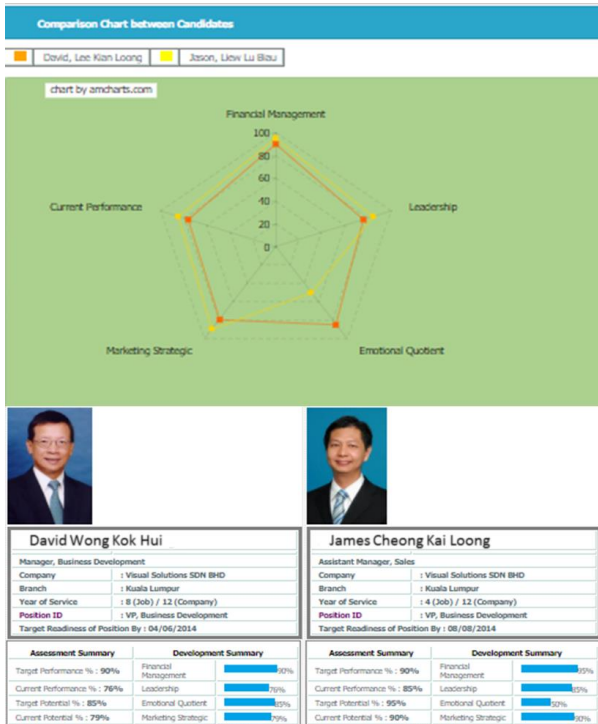 Comparison Chart between Candidates
David, Lee Kian Loong Jason, Liew Lu Biau
chart by amcharts.com
Financial Management
100
80
60
40
20
0
Current Performance
Leadership
Marketing Strategic
Emotional Quotient
David Wong Kok Hui
Manager, Business Development
Company : Visual Solutions SDN BHD
Branch : Kuala Lumpur
Year of Service : 8 (Job) / 12 (Company)
Position ID : VP, Business Development
Target Readiness of Position By : 04/06/2014
Assessment Summary Development Summary
Target Performance % : 90% Financial Management 90%
Current Performance % : 76% Leadership 76%
Target Potential % : 85% Emotional Quotient 85%
Current Potential % : 79% Marketing Strategic 79%
James Cheong Kai Loong
Assistant Manager, Sales
Company : Visual Solutions SDN BHD
Branch : Kuala Lumpur
Year of Service : 4 (Job) / 12 (Company)
Position ID : VP, Business Development
Target Readiness of Position By : 08/08/2014
Assessment Summary Development Summary
Target Performance % : 90% Financial Management 95%
Current Performance % : 85% Leadership 85%
Target Potential % : 95% Emotional Quotient 50%
Current Potential % : 90% Marketing Strategic 90%